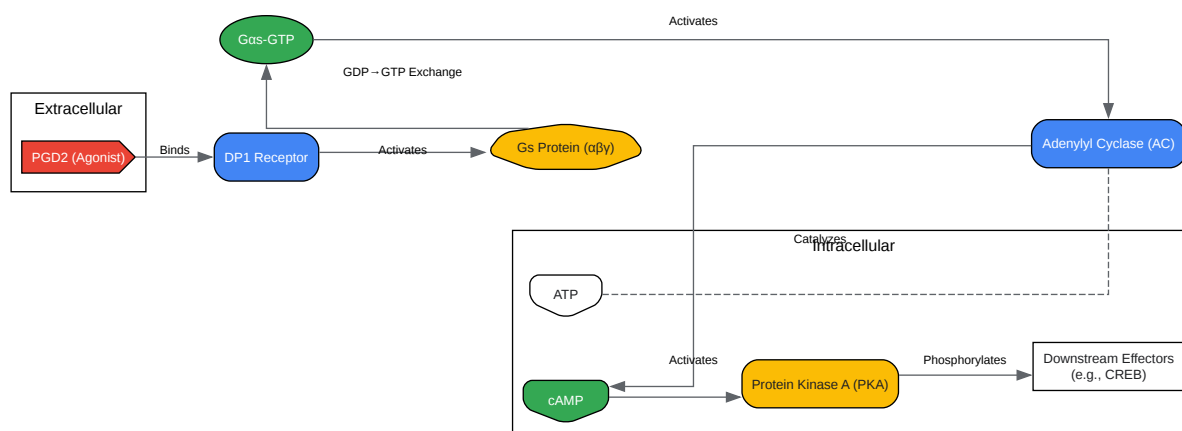 Activates
Gαs-GTP
GDP→GTP Exchange
Extracellular
PGD2 (Agonist)
Binds
DP1 Receptor
Activates
Gs Protein (αβγ)
Adenylyl Cyclase (AC)
Catalyzes
Intracellular
ATP
Activates
Phosphorylates
Downstream Effectors
(e.g., CREB)
Protein Kinase A (PKA)
cAMP